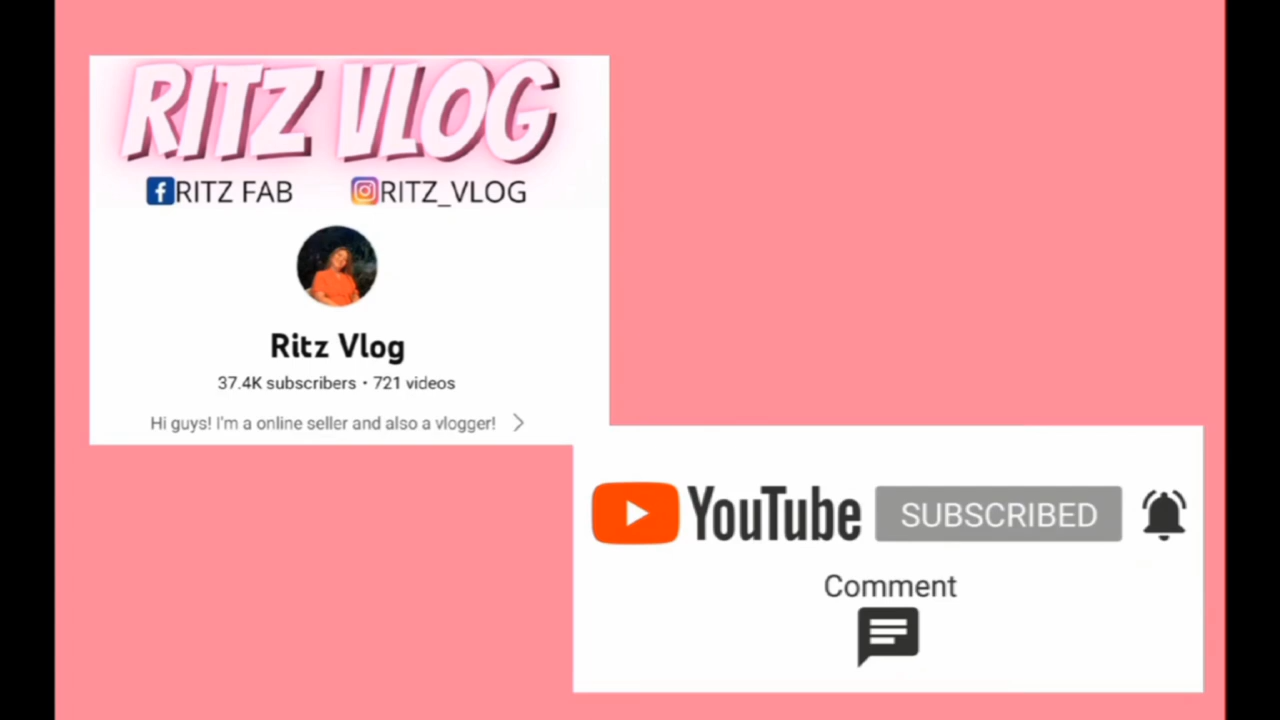 RITZ VLOG
RITZ FAB RITZ_VLOG
Ritz Vlog
37.4K subscribers • 721 videos
Hi guys! I'm a online seller and also a vlogger!
YouTube SUBSCRIBED
Comment